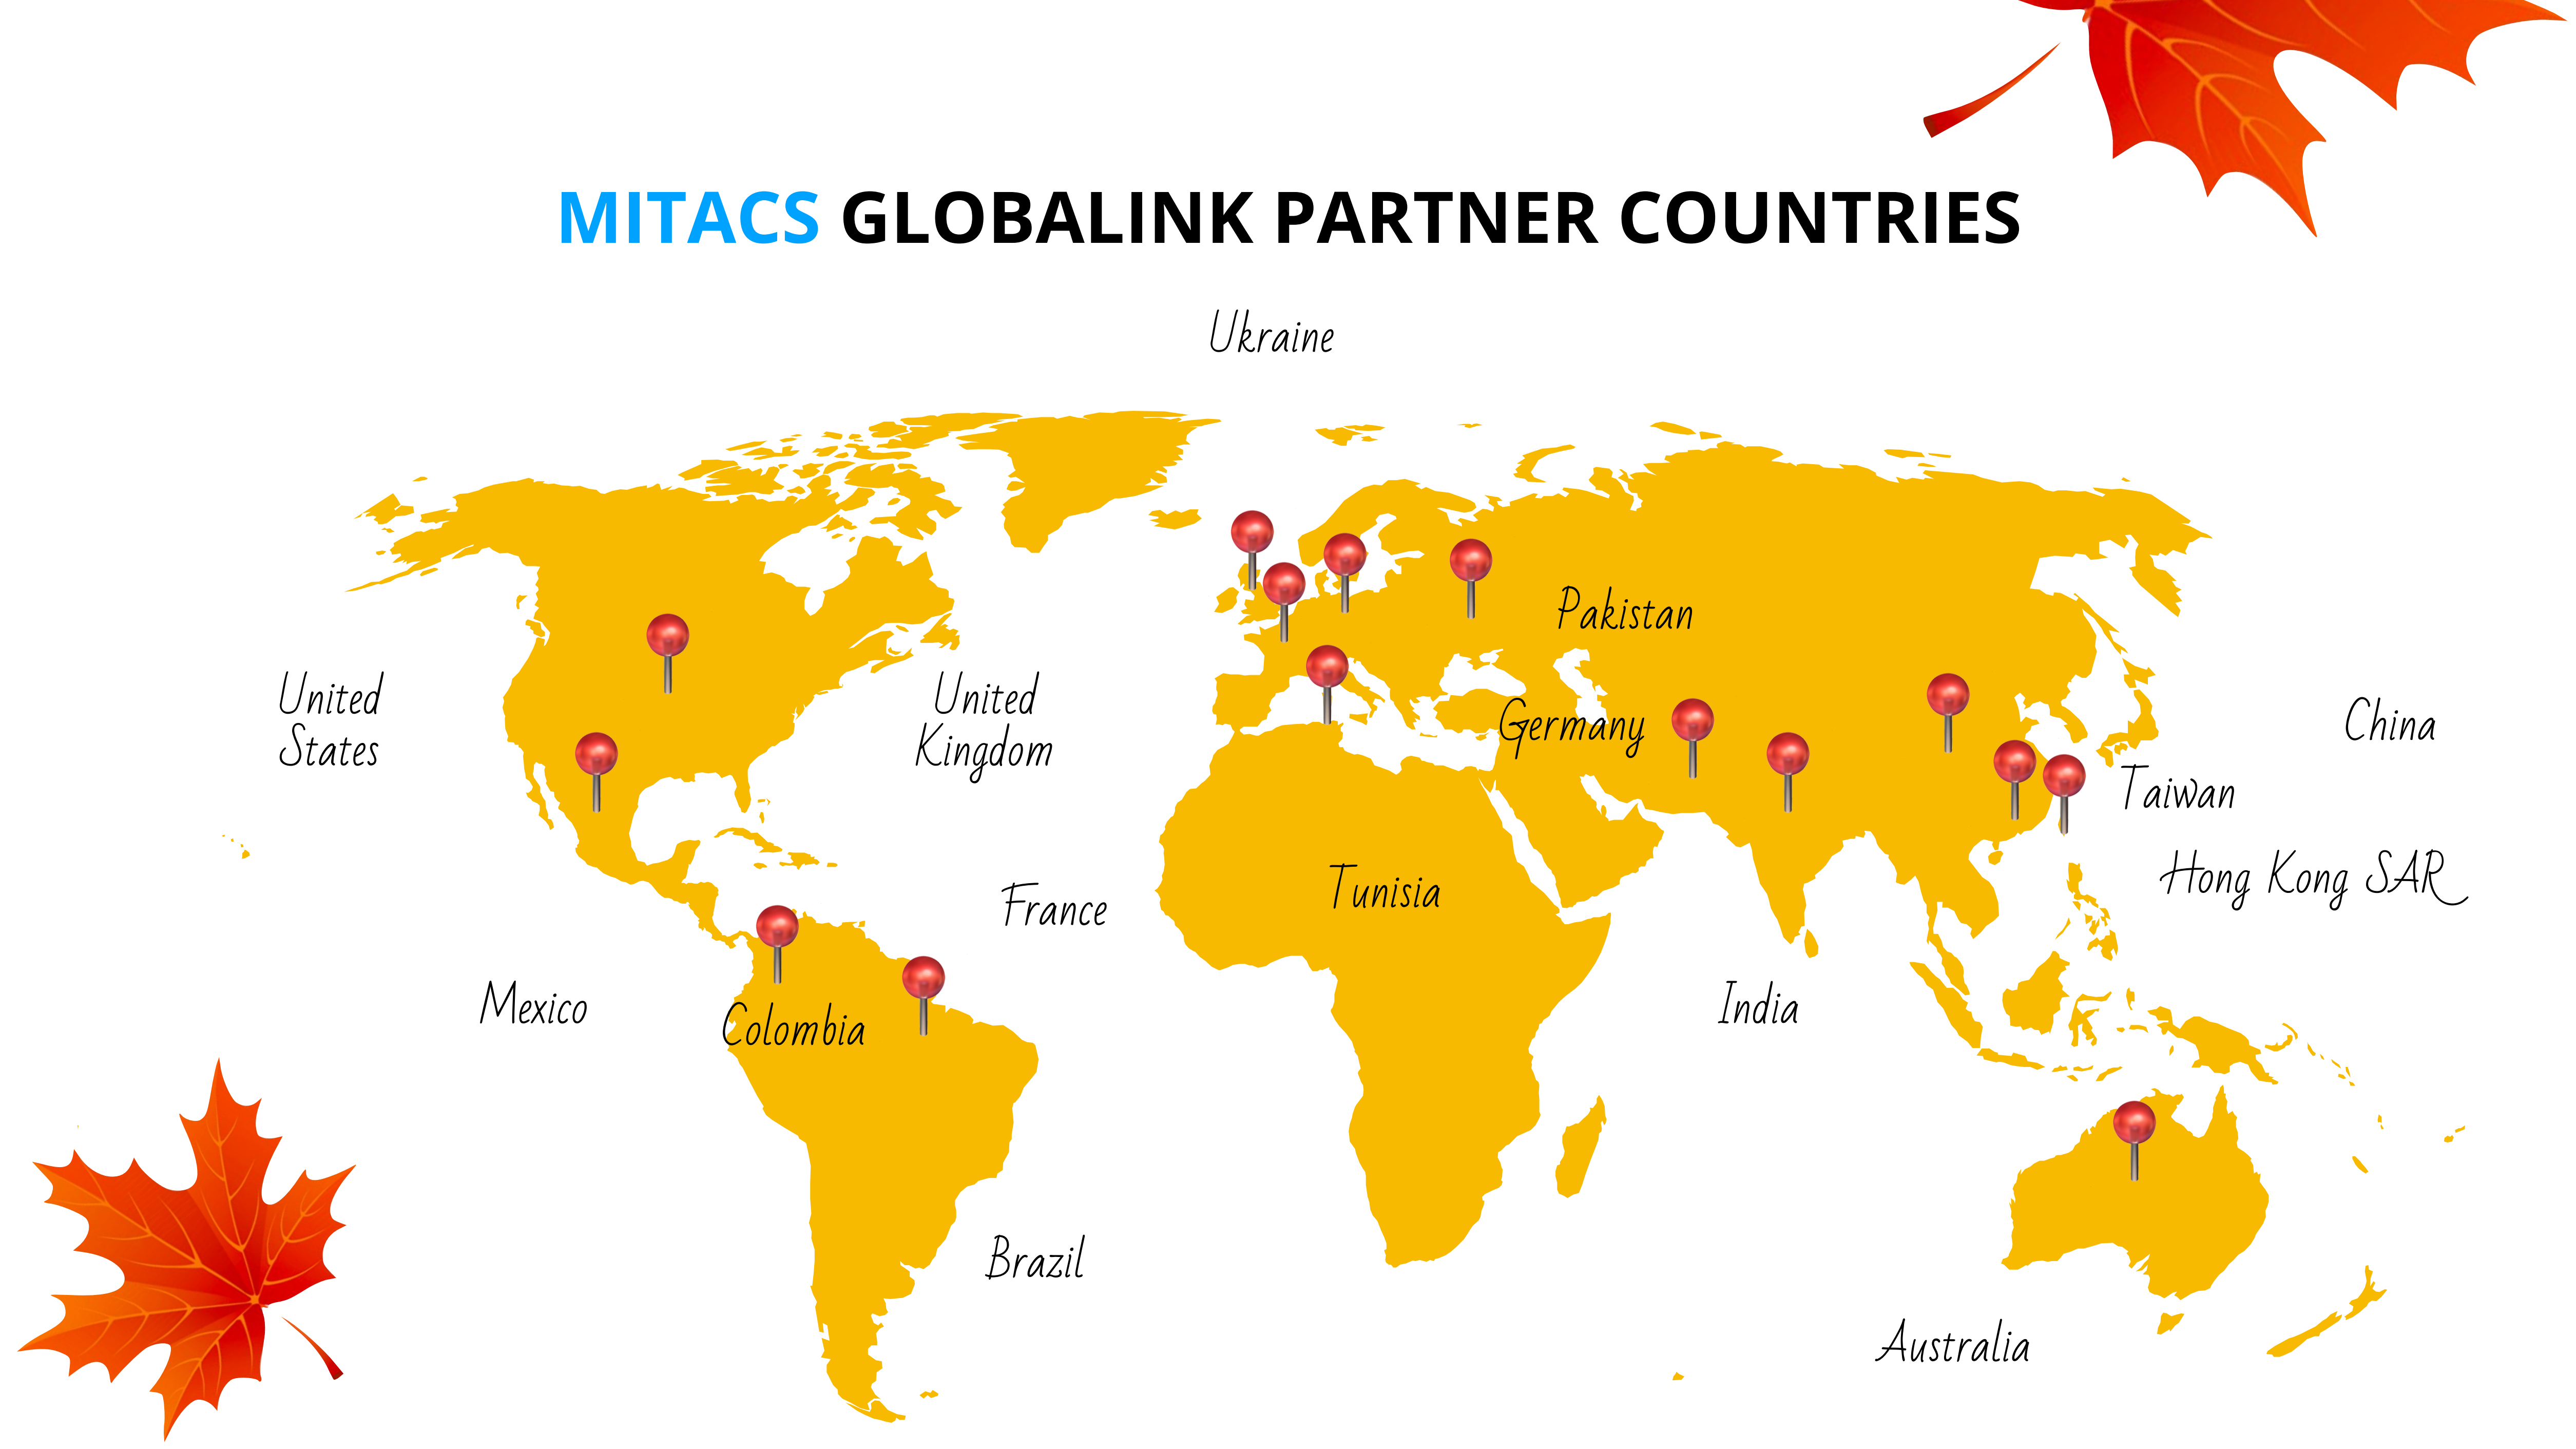 MITACS GLOBALINK PARTNER COUNTRIES
Ukraine
Pakistan
United
States
United
Kingdom
Germany
China
Taiwan
Hong Kong SAR
Tunisia
France
Mexico
Colombia
India
Brazil
Australia